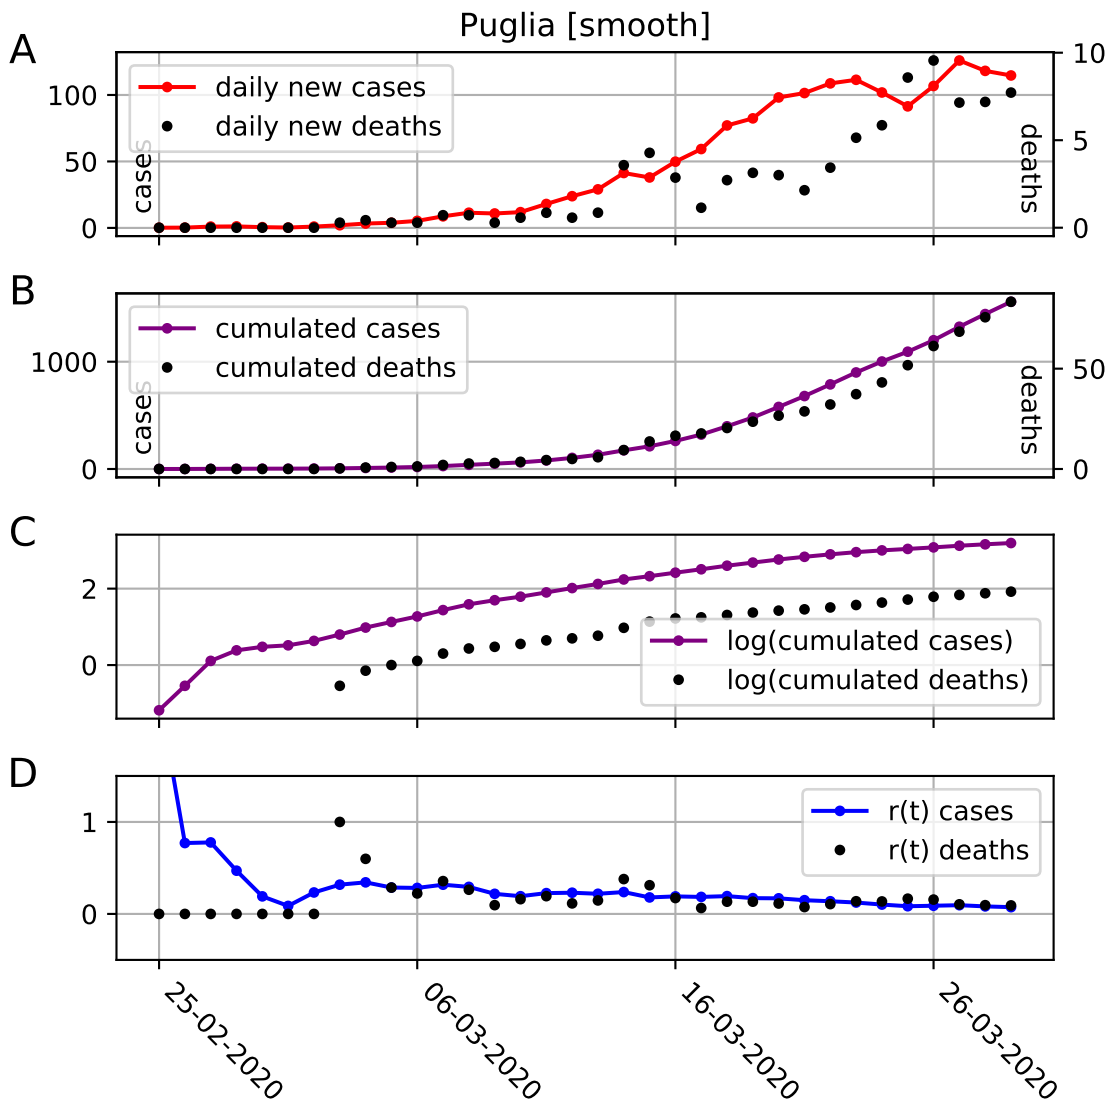 Puglia [smooth]
A
daily new cases
daily new deaths
100
50
0
cases
10
5
0
deaths
B
cumulated cases
cumulated deaths
1000
0
cases
50
0
deaths
C
2
0
log(cumulated cases)
log(cumulated deaths)
D
1
0
r(t) cases
r(t) deaths
25-02-2020
06-03-2020
16-03-2020
26-03-2020